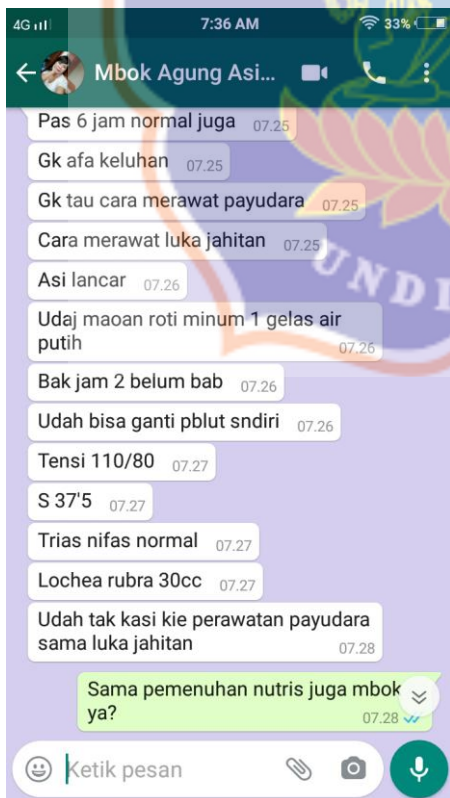 4G 7:36 AM 33%
Mbok Agung Asi...
Pas 6 jam normal juga 07.25
Gk afa keluhan 07.25
Gk tau cara merawat payudara 07.25
Cara merawat luka jahitan 07.25
Asi lancar 07.26
Udaj maoan roti minum 1 gelas air
putih 07.26
Bak jam 2 belum bab 07.26
Udah bisa ganti pblut sndiri 07.26
Tensi 110/80 07.27
S 37'5 07.27
Trias nifas normal 07.27
Lochea rubra 30cc 07.27
Udah tak kasi kie perawatan payudara
sama luka jahitan 07.28
Sama pemenuhan nutris juga mbok
ya? 07.28
Ketik pesan
UNDI